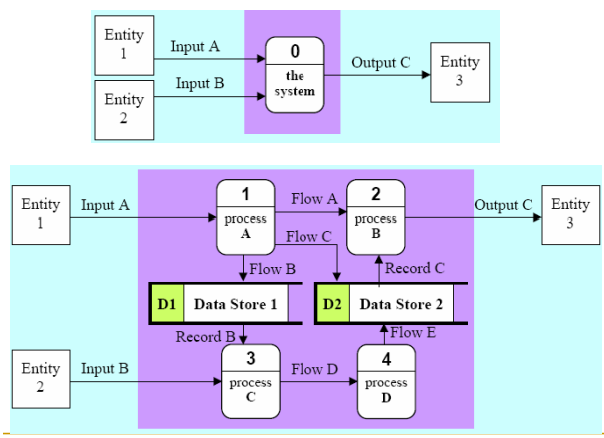 Entity
1
Input A
Entity
2
Input B
0
the
system
Output C
Entity
3
Entity
1
Input A
1
process
A
Flow A
2
process
B
Output C
Entity
3
Flow C
Flow B
Record C
D1 Data Store 1
D2 Data Store 2
Record B
Flow E
Entity
2
Input B
3
process
C
Flow D
4
process
D